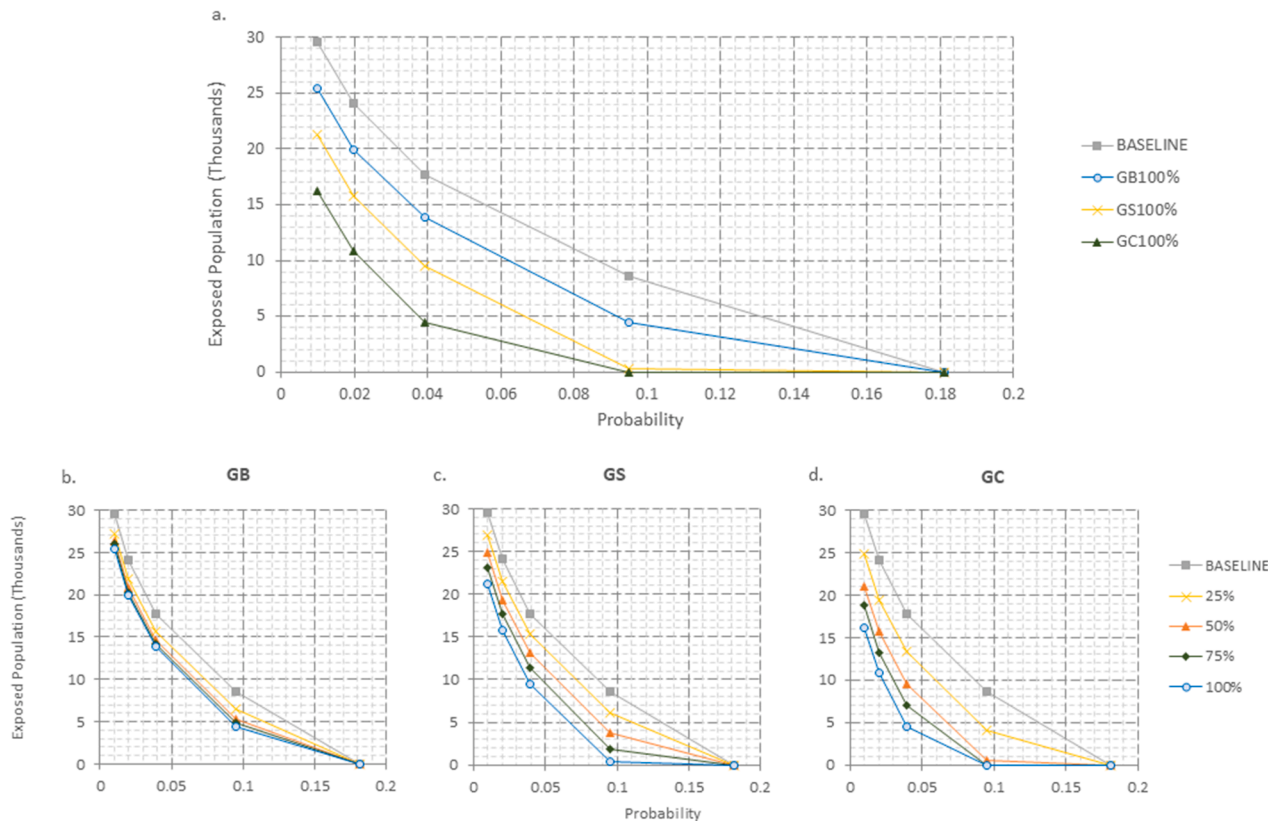 a.
30
25
20
15
10
5
0
Exposed Population (Thousands)
0 0.02 0.04 0.06 0.08 0.1 0.12 0.14 0.16 0.18 0.2
Probability
BASELINE
GB100%
GS100%
GC100%
b. GB
30
25
20
15
10
5
0
Exposed Population (Thousands)
0 0.05 0.1 0.15 0.2
c. GS
30
25
20
15
10
5
0
0 0.05 0.1 0.15 0.2
Probability
d. GC
30
25
20
15
10
5
0
0 0.05 0.1 0.15 0.2
BASELINE
25%
50%
75%
100%